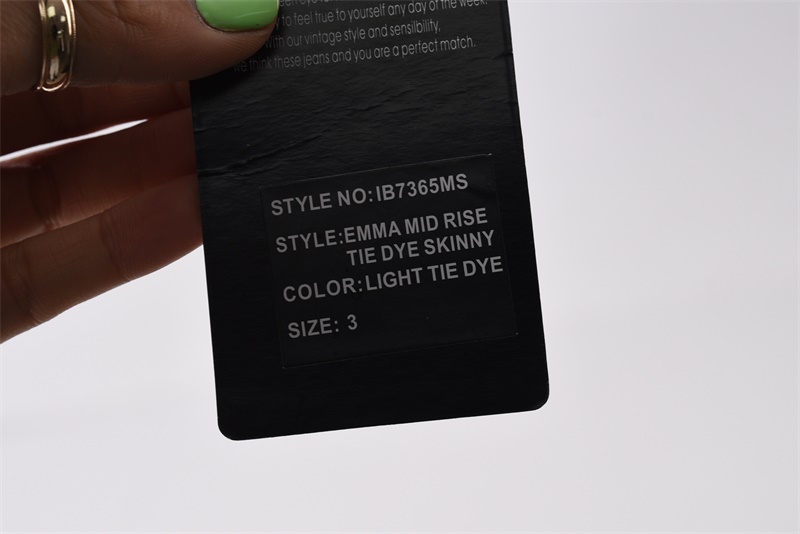 to feel true to yourself any day of the week.
with our vintage style and sensibility,
we think these jeans and you are a perfect match.
STYLE NO:IB7365MS
STYLE:EMMA MID RISE
TIE DYE SKINNY
COLOR:LIGHT TIE DYE
SIZE: 3